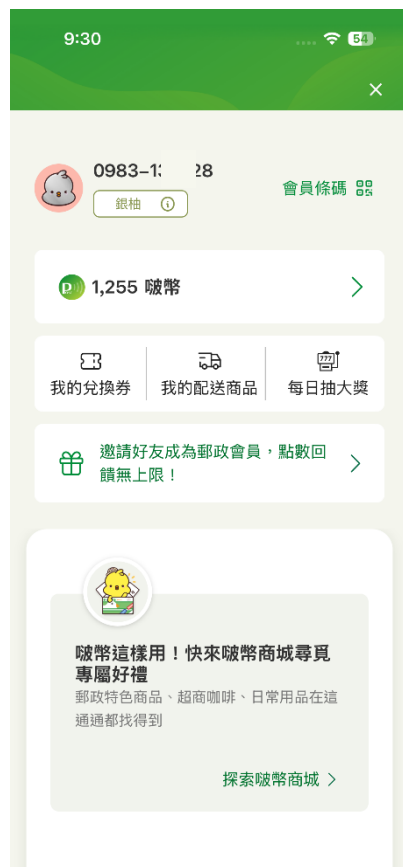 9:30
54
0983-13 28
銀柚
會員條碼
1,255 啵幣
我的兌換券
我的配送商品
每日抽大獎
邀請好友成為郵政會員，點數回
饋無上限！
啵幣這樣用！快來啵幣商城尋覓
專屬好禮
郵政特色商品、超商咖啡、日常用品在這
通通都找得到
探索啵幣商城